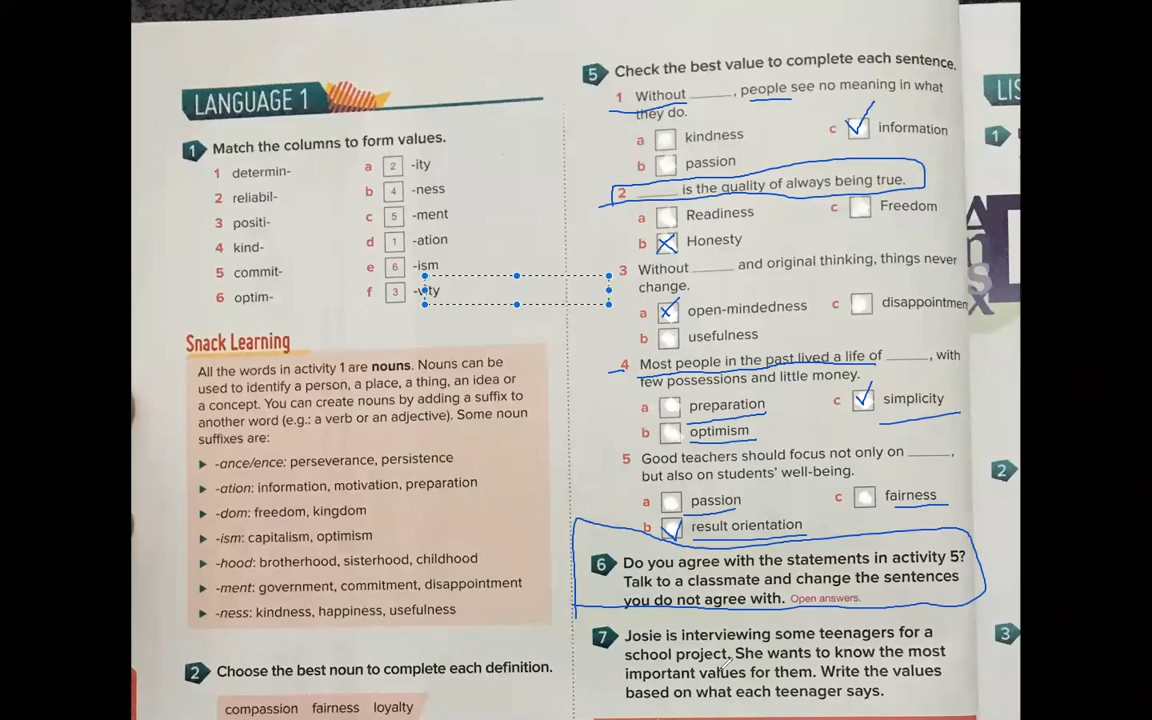 LANGUAGE 1
1 Match the columns to form values.
1 determin-
2 reliabil-
3 positi-
4 kind-
5 commit-
6 optim-
a 2 -ity
b 4 -ness
c 5 -ment
d 1 -ation
e 6 -ism
f 3 -vity
Snack Learning
All the words in activity 1 are nouns. Nouns can be
used to identify a person, a place, a thing, an idea or
a concept. You can create nouns by adding a suffix to
another word (e.g.: a verb or an adjective). Some noun
suffixes are:
-ance/ence: perseverance, persistence
-ation: information, motivation, preparation
-dom: freedom, kingdom
-ism: capitalism, optimism
-hood: brotherhood, sisterhood, childhood
-ment: government, commitment, disappointment
-ness: kindness, happiness, usefulness
2 Choose the best noun to complete each definition.
compassion fairness loyalty
5 Check the best value to complete each sentence.
1 Without _____, people see no meaning in what
they do.
a kindness
b passion
c information
2 _____ is the quality of always being true.
a Readiness
b Honesty
c Freedom
3 Without _____ and original thinking, things never
change.
a open-mindedness
b usefulness
c disappointmen
4 Most people in the past lived a life of _____, with
few possessions and little money.
a preparation
b optimism
c simplicity
5 Good teachers should focus not only on _____,
but also on students' well-being.
a passion
b result orientation
c fairness
6 Do you agree with the statements in activity 5?
Talk to a classmate and change the sentences
you do not agree with. Open answers.
7 Josie is interviewing some teenagers for a
school project. She wants to know the most
important values for them. Write the values
based on what each teenager says.
LIS
1
2
3